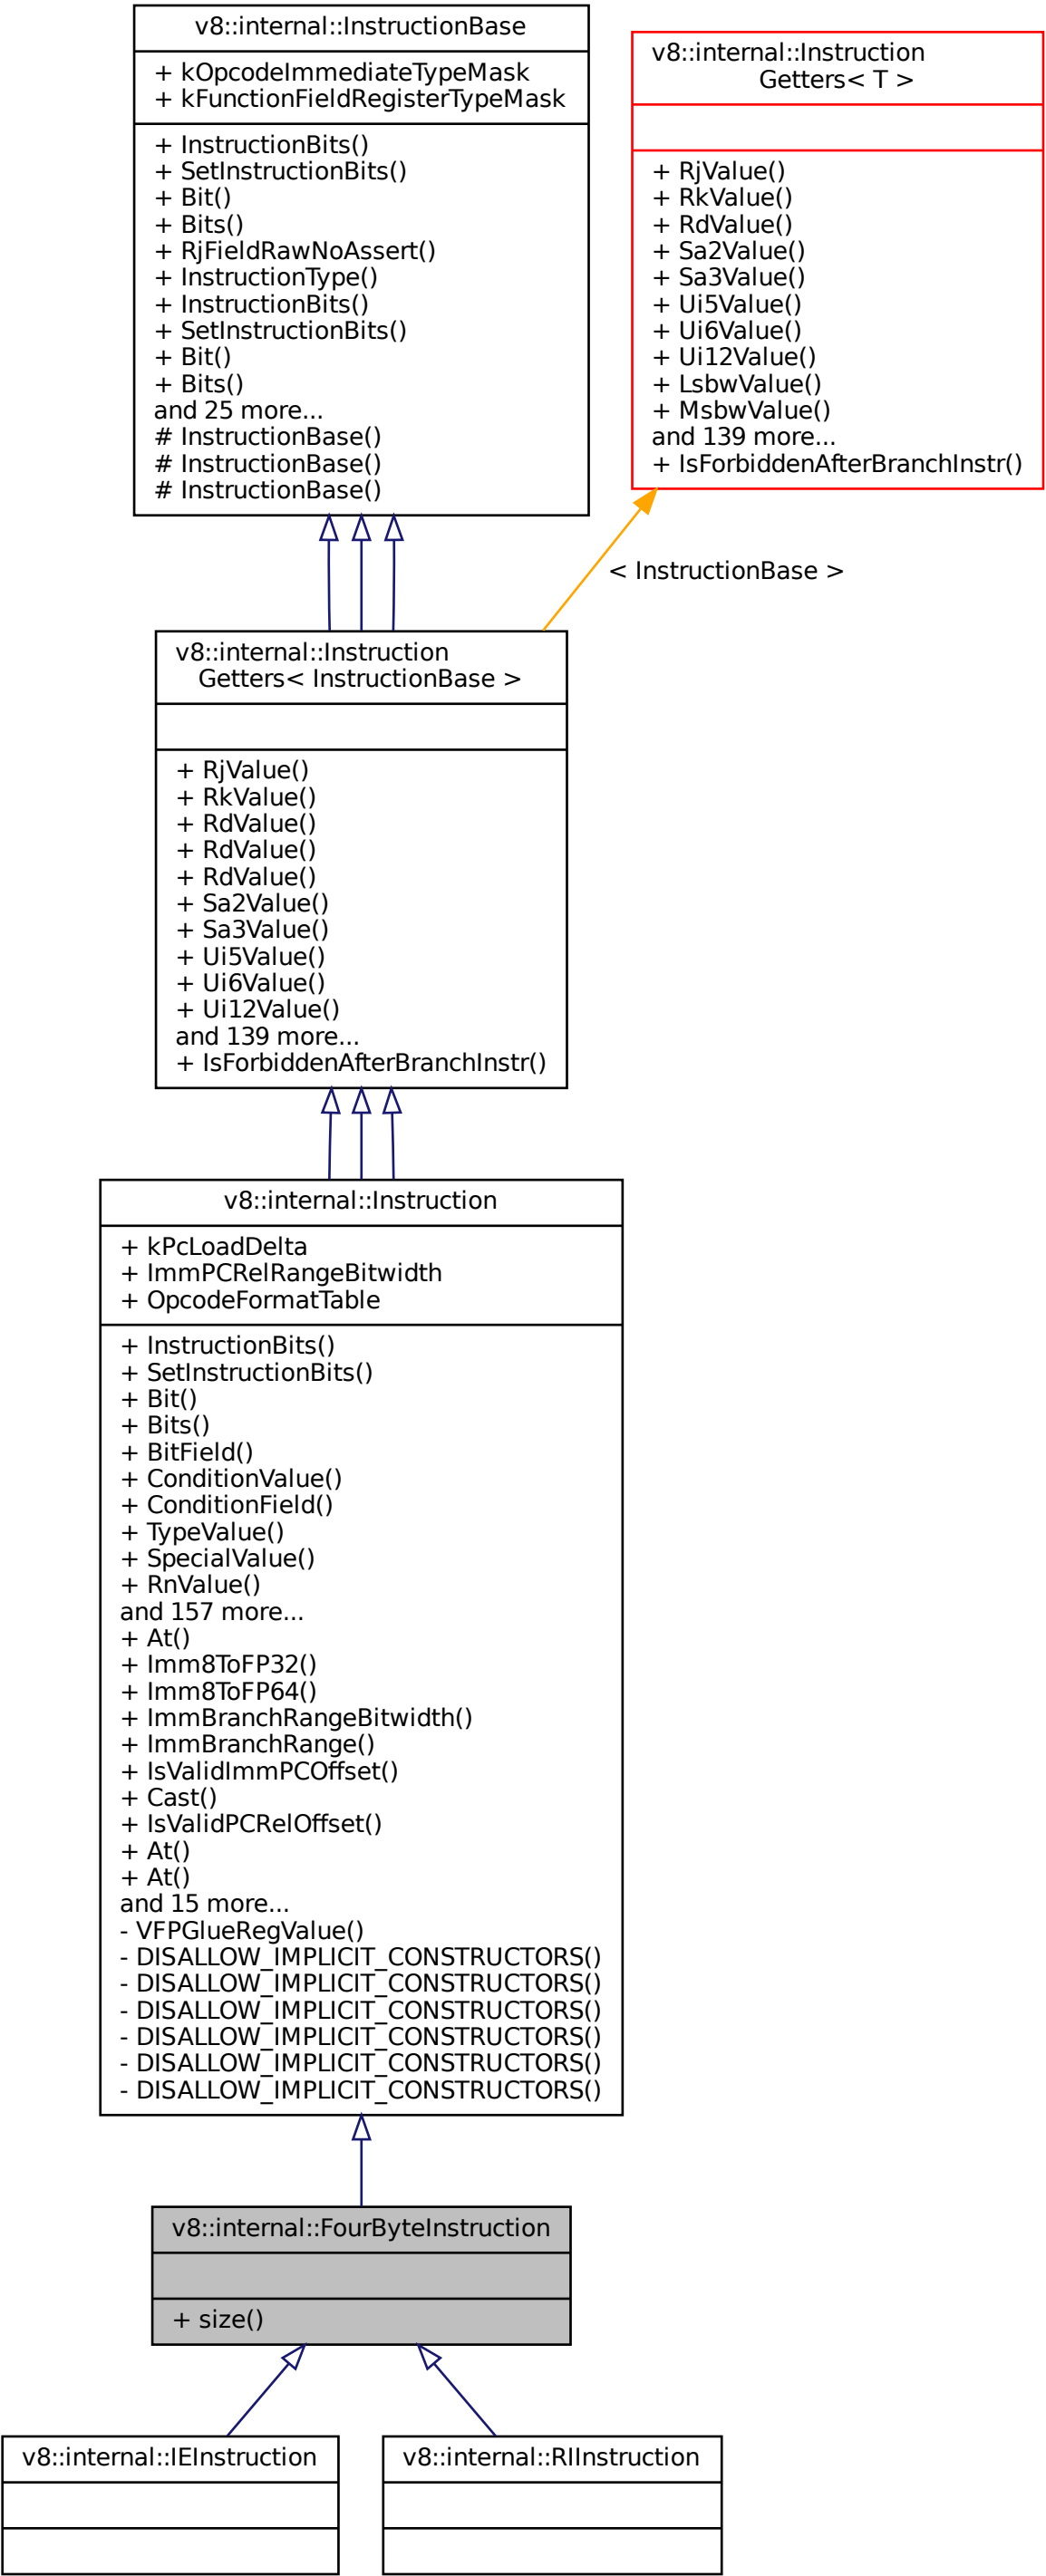 v8::internal::InstructionBase
+ kOpcodeImmediateTypeMask
+ kFunctionFieldRegisterTypeMask
+ InstructionBits()
+ SetInstructionBits()
+ Bit()
+ Bits()
+ RjFieldRawNoAssert()
+ InstructionType()
+ InstructionBits()
+ SetInstructionBits()
+ Bit()
+ Bits()
and 25 more...
# InstructionBase()
# InstructionBase()
# InstructionBase()
v8::internal::Instruction
Getters< T >
+ RjValue()
+ RkValue()
+ RdValue()
+ Sa2Value()
+ Sa3Value()
+ Ui5Value()
+ Ui6Value()
+ Ui12Value()
+ LsbwValue()
+ MsbwValue()
and 139 more...
+ IsForbiddenAfterBranchInstr()
< InstructionBase >
v8::internal::Instruction
Getters< InstructionBase >
+ RjValue()
+ RkValue()
+ RdValue()
+ RdValue()
+ RdValue()
+ Sa2Value()
+ Sa3Value()
+ Ui5Value()
+ Ui6Value()
+ Ui12Value()
and 139 more...
+ IsForbiddenAfterBranchInstr()
v8::internal::Instruction
+ kPcLoadDelta
+ ImmPCRelRangeBitwidth
+ OpcodeFormatTable
+ InstructionBits()
+ SetInstructionBits()
+ Bit()
+ Bits()
+ BitField()
+ ConditionValue()
+ ConditionField()
+ TypeValue()
+ SpecialValue()
+ RnValue()
and 157 more...
+ At()
+ Imm8ToFP32()
+ Imm8ToFP64()
+ ImmBranchRangeBitwidth()
+ ImmBranchRange()
+ IsValidImmPCOffset()
+ Cast()
+ IsValidPCRelOffset()
+ At()
+ At()
and 15 more...
- VFPGlueRegValue()
- DISALLOW_IMPLICIT_CONSTRUCTORS()
- DISALLOW_IMPLICIT_CONSTRUCTORS()
- DISALLOW_IMPLICIT_CONSTRUCTORS()
- DISALLOW_IMPLICIT_CONSTRUCTORS()
- DISALLOW_IMPLICIT_CONSTRUCTORS()
- DISALLOW_IMPLICIT_CONSTRUCTORS()
v8::internal::FourByteInstruction
+ size()
v8::internal::IEInstruction
v8::internal::RIInstruction